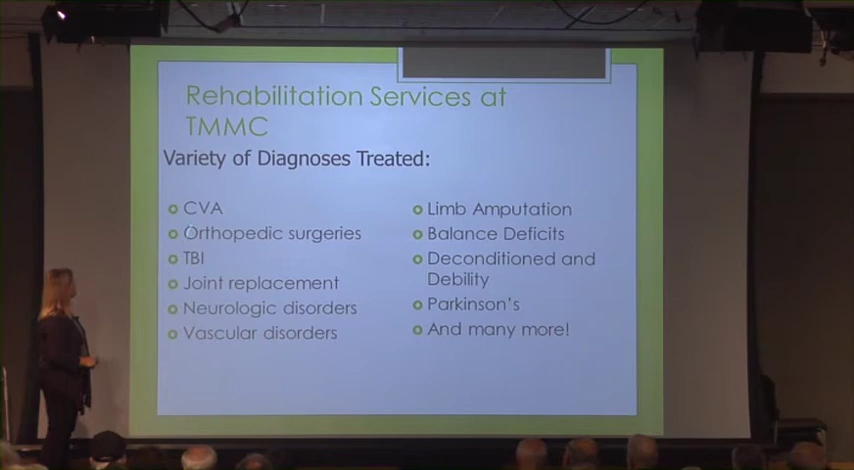 Rehabilitation Services at
TMMC
Variety of Diagnoses Treated:
CVA
Orthopedic surgeries
TBI
Joint replacement
Neurologic disorders
Vascular disorders
Limb Amputation
Balance Deficits
Deconditioned and
Debility
Parkinson's
And many more!